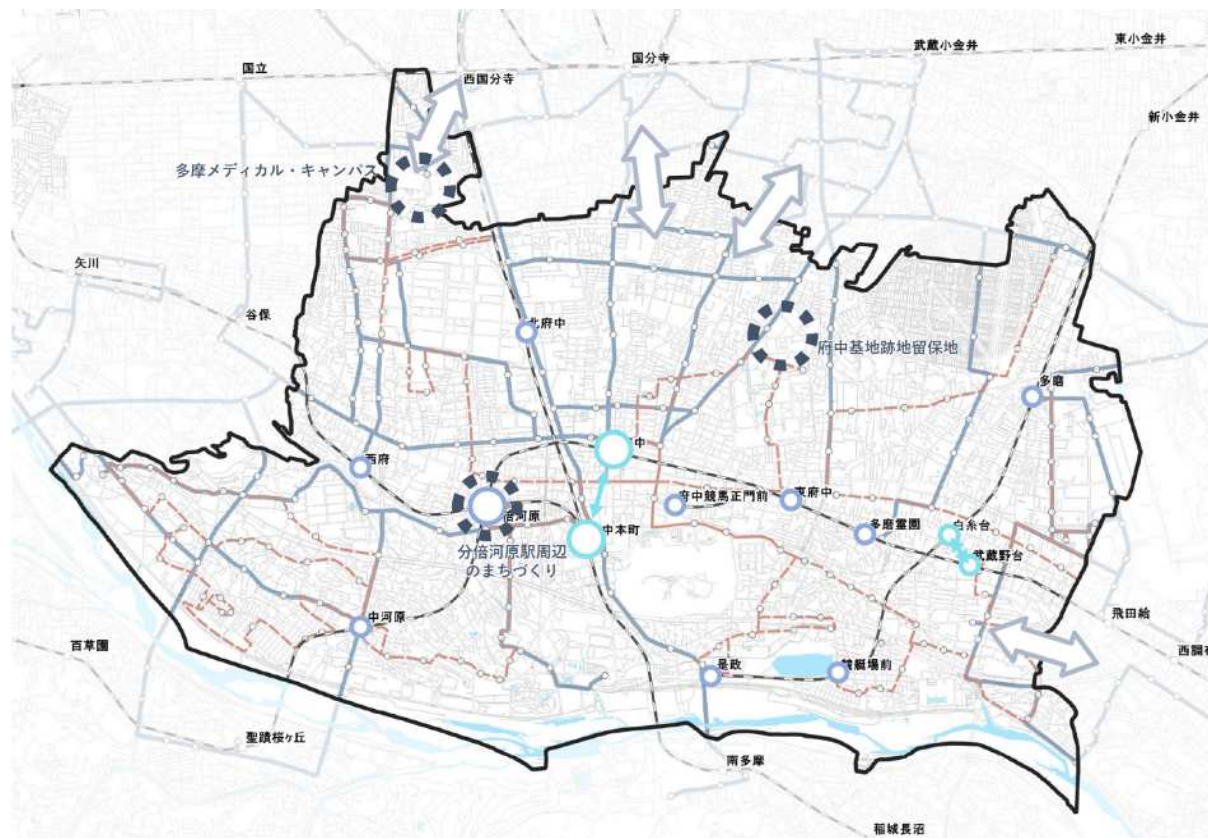 東小金井
武蔵小金井
国分寺
国立
西国分寺
新小金井
多摩メディカル・キャンパス
矢川
谷保
北府中
府中基地跡地留保地
多磨
中
西府
府中競馬正門前
東府中
倍河原
多磨霊園
白糸台
中本町
分倍河原駅周辺
のまちづくり
武蔵野台
飛田給
中河原
百草園
西調布
是政
競艇場前
聖蹟桜ヶ丘
南多摩
稲城長沼